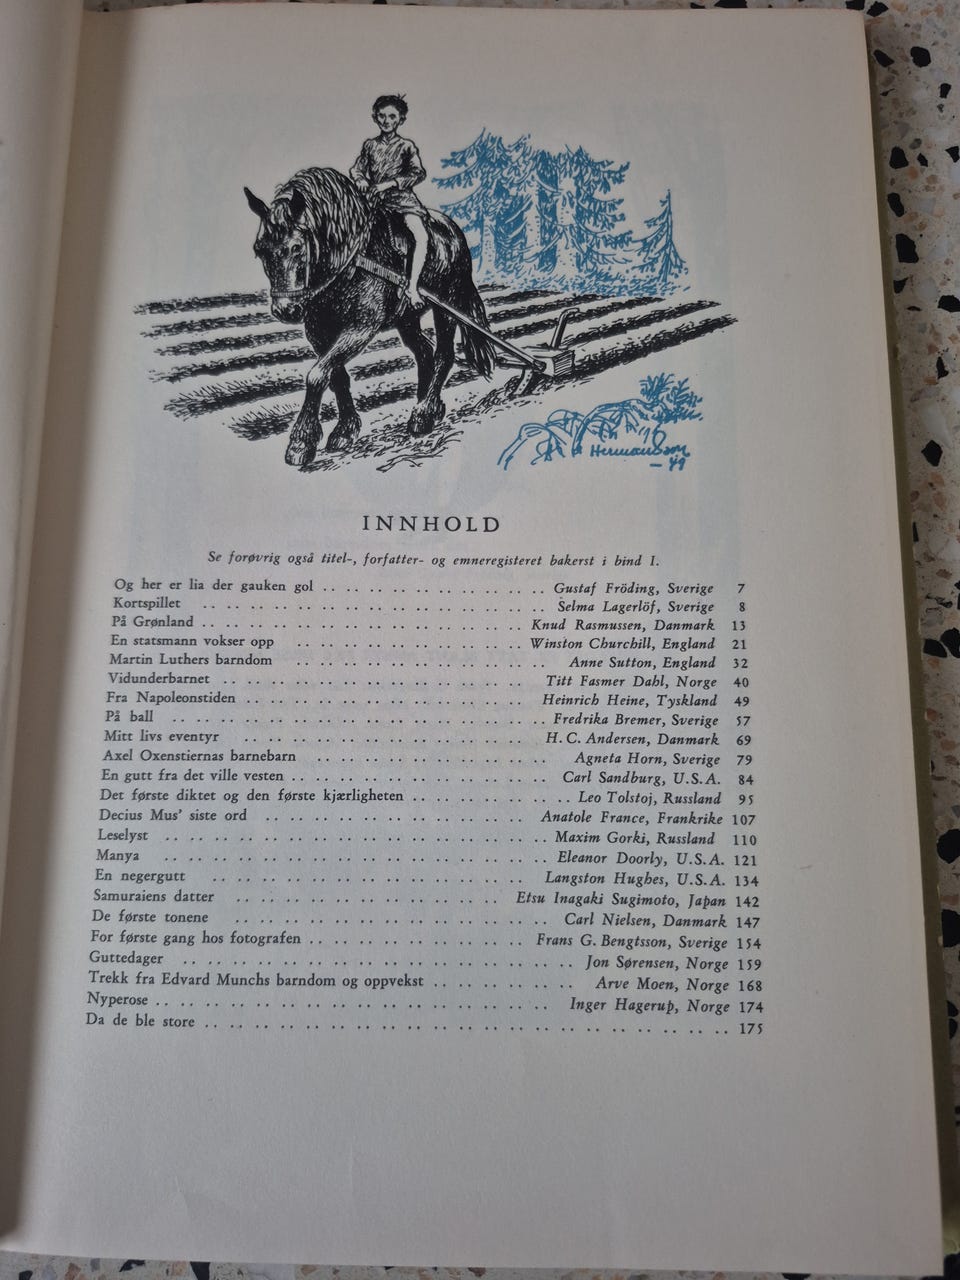 Hermansson
- 49
INNHOLD
Se forøvrig også titel-, forfatter- og emneregisteret bakerst i bind I.
Og her er lia der gauken gol .. .. .. .. .. .. .. .. Gustaf Fröding, Sverige 7
Kortspillet .. .. .. .. .. .. .. .. .. .. .. .. Selma Lagerlöf, Sverige 8
På Grønland .. .. .. .. .. .. .. .. .. .. .. Knud Rasmussen, Danmark 13
En statsmann vokser opp .. .. .. .. .. .. .. .. Winston Churchill, England 21
Martin Luthers barndom .. .. .. .. .. .. .. .. .. Anne Sutton, England 32
Vidunderbarnet .. .. .. .. .. .. .. .. .. .. Titt Fasmer Dahl, Norge 40
Fra Napoleonstiden .. .. .. .. .. .. .. .. .. Heinrich Heine, Tyskland 49
På ball .. .. .. .. .. .. .. .. .. .. .. .. .. Fredrika Bremer, Sverige 57
Mitt livs eventyr .. .. .. .. .. .. .. .. .. .. H. C. Andersen, Danmark 69
Axel Oxenstiernas barnebarn .. .. .. .. .. .. .. .. Agneta Horn, Sverige 79
En gutt fra det ville vesten .. .. .. .. .. .. .. .. .. Carl Sandburg, U.S.A. 84
Det første diktet og den første kjærligheten .. .. .. .. .. .. Leo Tolstoj, Russland 95
Decius Mus' siste ord .. .. .. .. .. .. .. .. .. Anatole France, Frankrike 107
Leselyst .. .. .. .. .. .. .. .. .. .. .. .. .. Maxim Gorki, Russland 110
Manya .. .. .. .. .. .. .. .. .. .. .. .. .. Eleanor Doorly, U.S.A. 121
En negergutt .. .. .. .. .. .. .. .. .. .. .. Langston Hughes, U.S.A. 134
Samuraiens datter .. .. .. .. .. .. .. .. .. Etsu Inagaki Sugimoto, Japan 142
De første tonene .. .. .. .. .. .. .. .. .. .. .. Carl Nielsen, Danmark 147
For første gang hos fotografen .. .. .. .. .. .. .. Frans G. Bengtsson, Sverige 154
Guttedager .. .. .. .. .. .. .. .. .. .. .. .. .. Jon Sørensen, Norge 159
Trekk fra Edvard Munchs barndom og oppvekst .. .. .. .. .. Arve Moen, Norge 168
Nyperose .. .. .. .. .. .. .. .. .. .. .. .. .. Inger Hagerup, Norge 174
Da de ble store .. .. .. .. .. .. .. .. .. .. .. .. .. .. .. .. .. .. 175